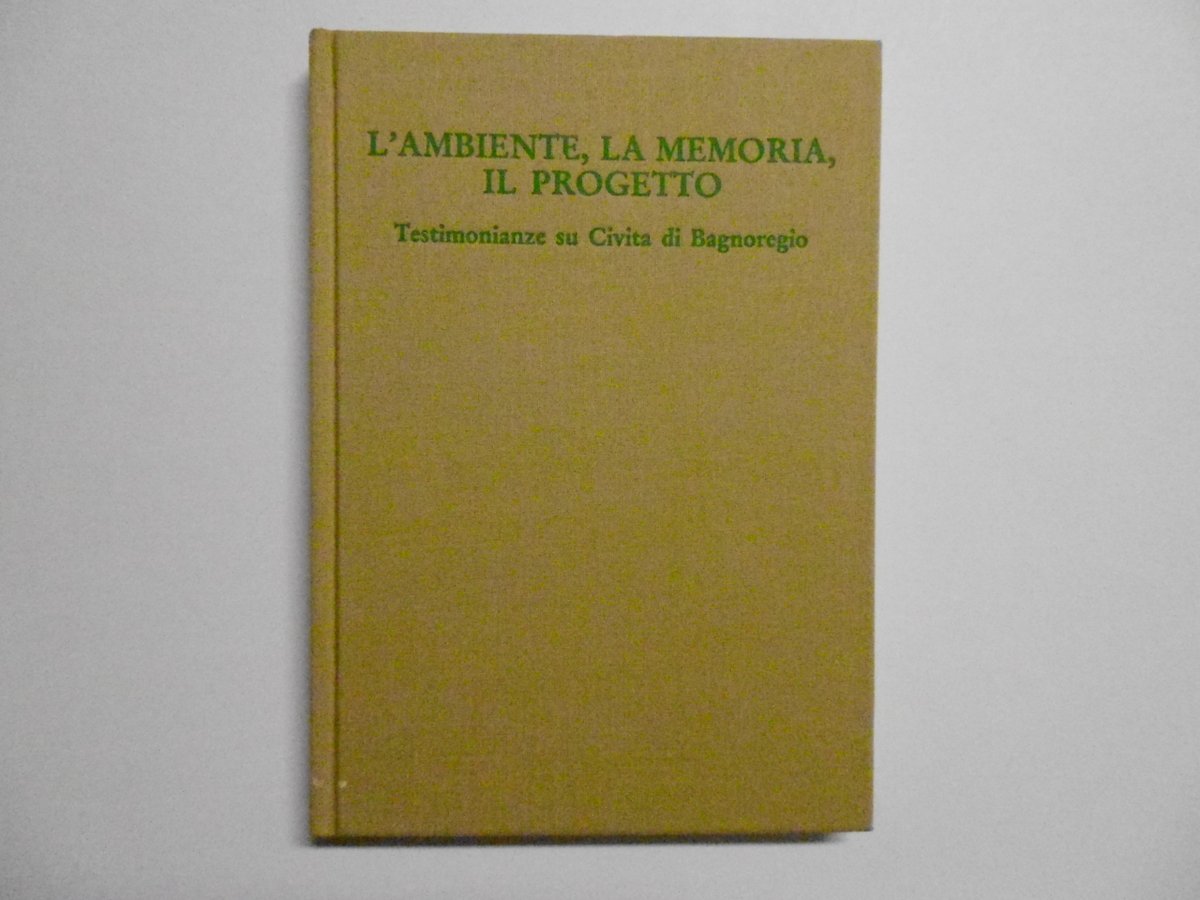 L'AMBIENTE, LA MEMORIA,
IL PROGETTO
Testimonianze su Civita di Bagnoregio